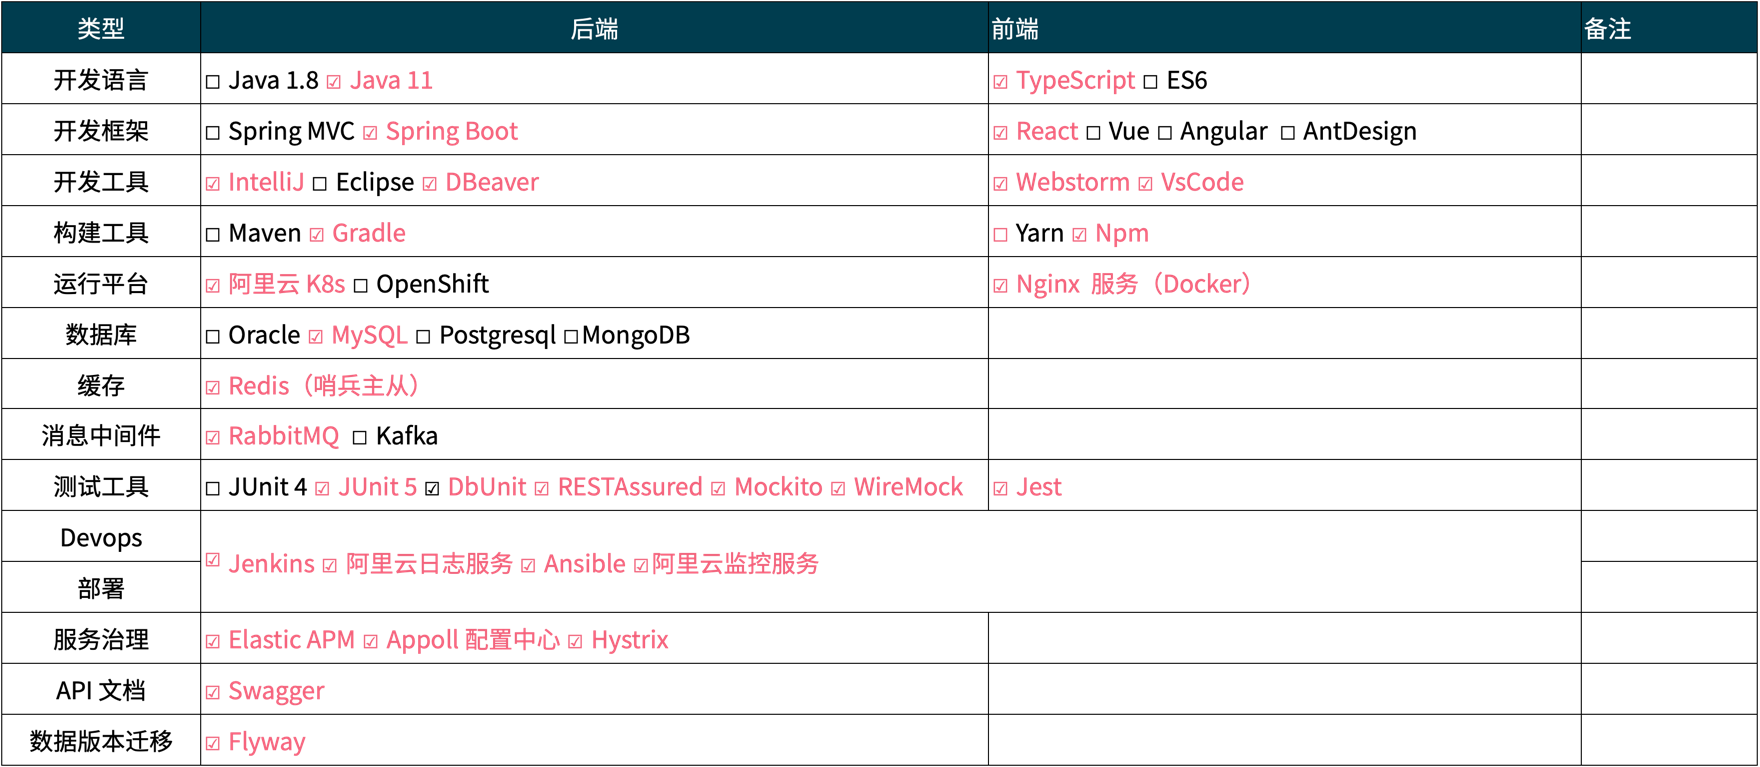 类型 后端 前端 备注
开发语言 ☐ Java 1.8 ☑ Java 11 ☑ TypeScript ☐ ES6
开发框架 ☐ Spring MVC ☑ Spring Boot ☑ React ☐ Vue ☐ Angular ☐ AntDesign
开发工具 ☑ IntelliJ ☐ Eclipse ☑ DBeaver ☑ Webstorm ☑ VsCode
构建工具 ☐ Maven ☑ Gradle ☐ Yarn ☑ Npm
运行平台 ☑ 阿里云 K8s ☐ OpenShift ☑ Nginx 服务（Docker）
数据库 ☐ Oracle ☑ MySQL ☐ Postgresql ☐MongoDB
缓存 ☑ Redis（哨兵主从）
消息中间件 ☑ RabbitMQ ☐ Kafka
测试工具 ☐ JUnit 4 ☑ JUnit 5 ☑ DbUnit ☑ RESTAssured ☑ Mockito ☑ WireMock ☑ Jest
Devops
☑ Jenkins ☑ 阿里云日志服务 ☑ Ansible ☑阿里云监控服务
部署
服务治理 ☑ Elastic APM ☑ Appoll 配置中心 ☑ Hystrix
API 文档 ☑ Swagger
数据版本迁移 ☑ Flyway